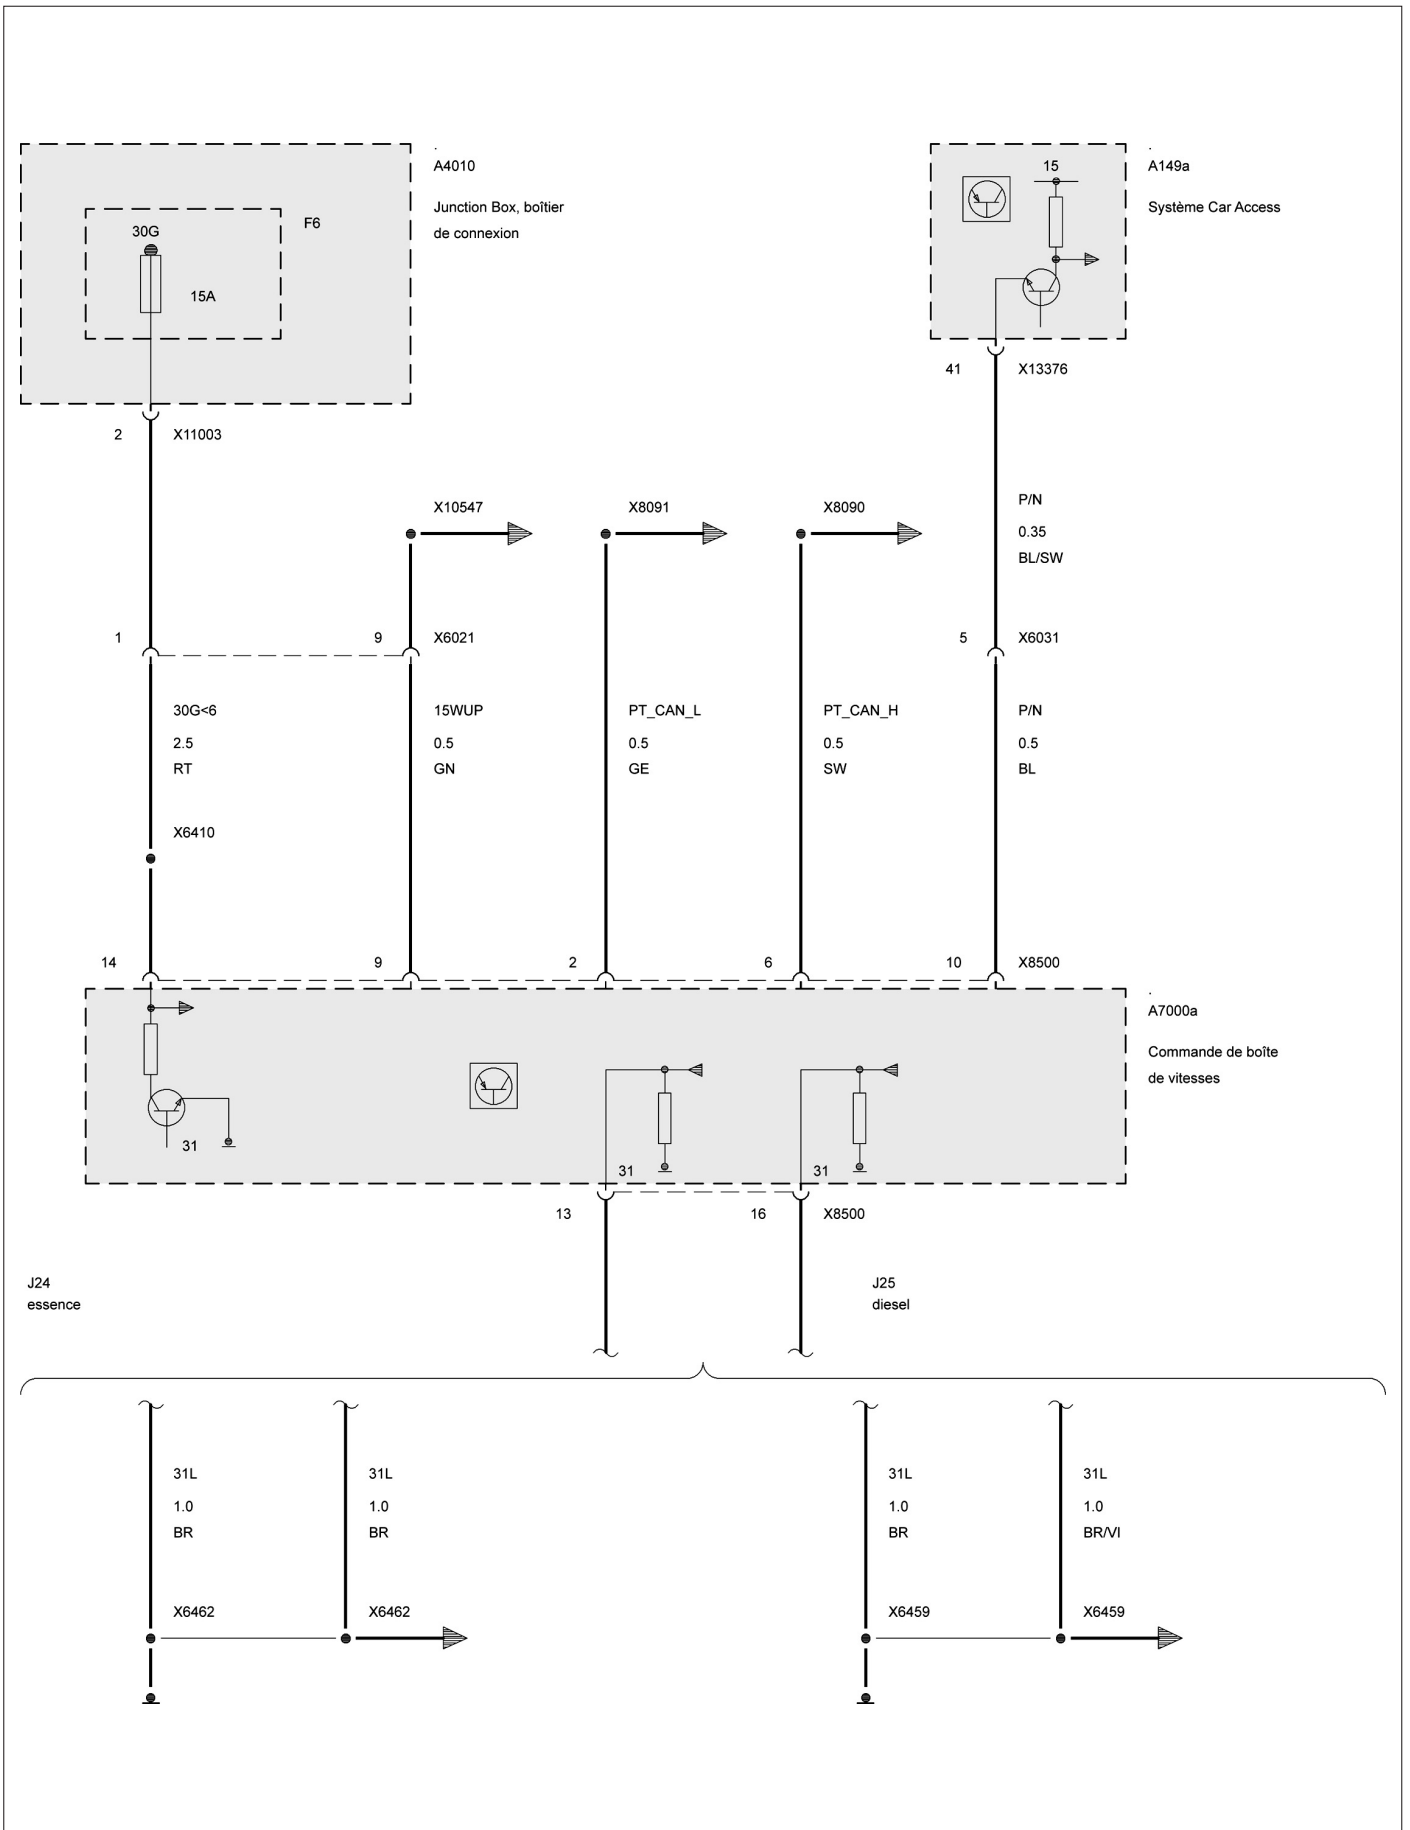 A4010
Junction Box, boîtier
de connexion
F6
30G
15A
15
A149a
Système Car Access
41 X13376
2 X11003
P/N
0.35
BL/SW
X10547
X8091
X8090
1
9 X6021
5 X6031
30G<6
2.5
RT
15WUP
0.5
GN
PT_CAN_L
0.5
GE
PT_CAN_H
0.5
SW
P/N
0.5
BL
X6410
14
9
2
6
10 X8500
A7000a
Commande de boîte
de vitesses
31
31
31
13
16 X8500
J24
essence
J25
diesel
31L
1.0
BR
31L
1.0
BR
31L
1.0
BR
31L
1.0
BR/VI
X6462
X6462
X6459
X6459